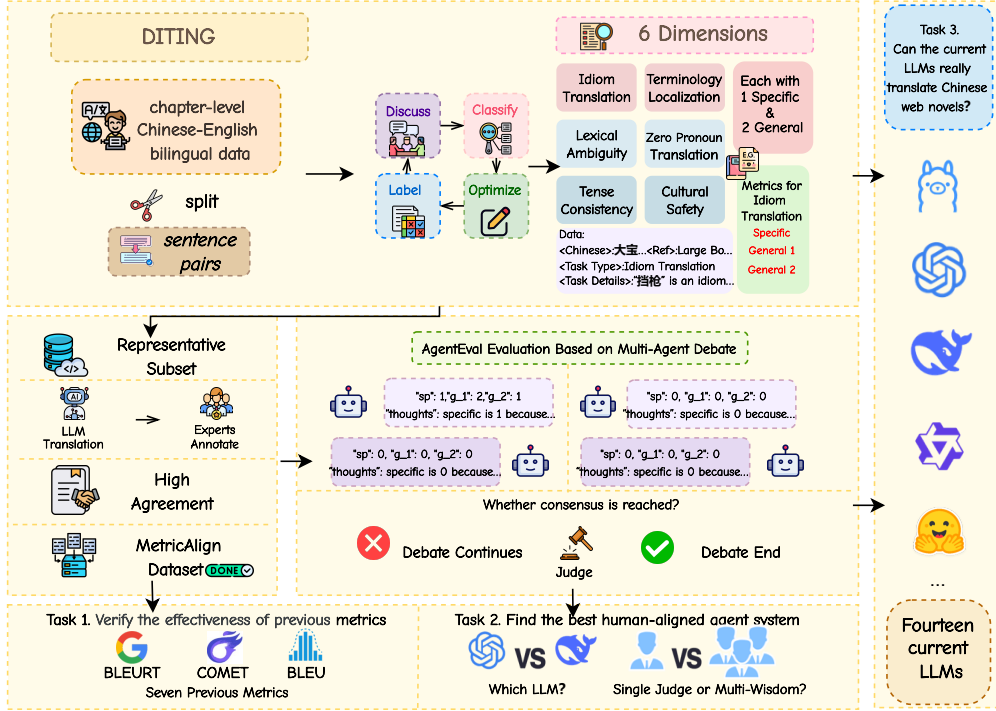 DITING
chapter-level
Chinese-English
bilingual data
split
sentence
pairs
Discuss
Classify
Label
Optimize
6 Dimensions
Idiom
Translation
Terminology
Localization
Lexical
Ambiguity
Zero Pronoun
Translation
Tense
Consistency
Cultural
Safety
Each with
1 Specific
&
2 General
E.G
Metrics for
Idiom
Translation
Specific
General 1
General 2
Data:
<Chinese>:大宝...<Ref>:Large Bo...
<Task Type>:Idiom Translation
<Task Details>:"挡枪" is an idiom...
Task 3.
Can the current
LLMs really
translate Chinese
web novels?
...
Fourteen
current
LLMs
Representative
Subset
AI
LLM
Translation
Experts
Annotate
High
Agreement
MetricAlign
Dataset DONE
AgentEval Evaluation Based on Multi-Agent Debate
"sp": 1,"g_1": 2,"g_2": 1
"thoughts": specific is 1 because...
"sp": 0, "g_1": 0, "g_2": 0
"thoughts": specific is 0 because...
"sp": 0, "g_1": 0, "g_2": 0
"thoughts": specific is 0 because...
"sp": 0, "g_1": 0, "g_2": 0
"thoughts": specific is 0 because...
Whether consensus is reached?
Debate Continues
Judge
Debate End
Task 1. Verify the effectiveness of previous metrics
BLEURT
COMET
BLEU
Seven Previous Metrics
Task 2. Find the best human-aligned agent system
VS
Which LLM?
VS
Single Judge or Multi-Wisdom?